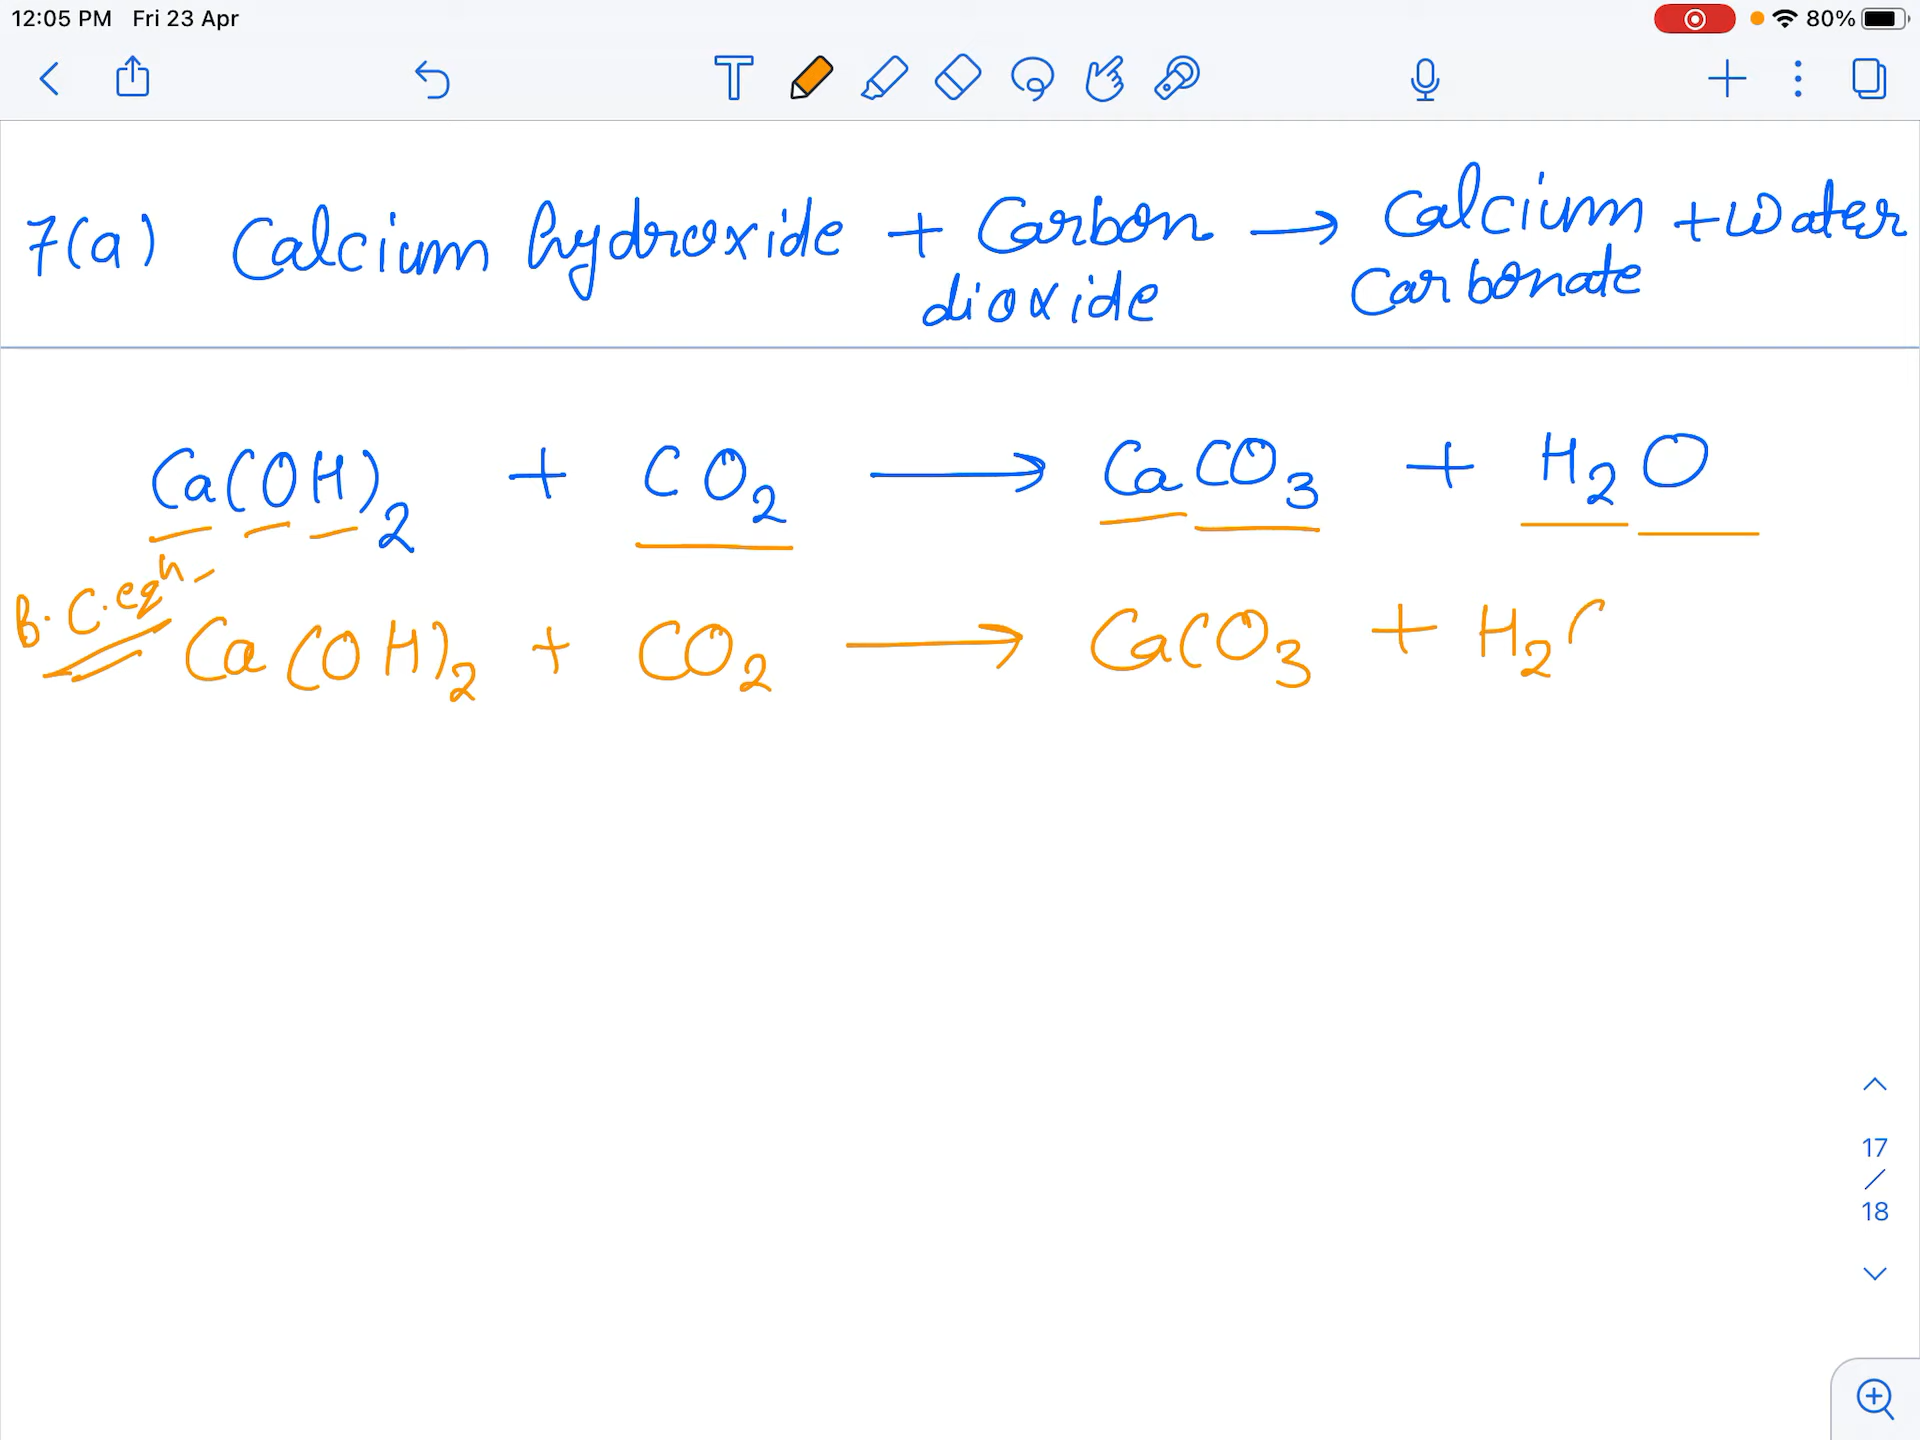 12:05 PM Fri 23 Apr 80%
T
7(a) Calcium hydroxide + Carbon dioxide → Calcium Carbonate + Water
Ca(OH)₂ + CO₂ → CaCO₃ + H₂O
B. C. eqⁿ-
Ca(OH)₂ + CO₂ → CaCO₃ + H₂
17
/
18